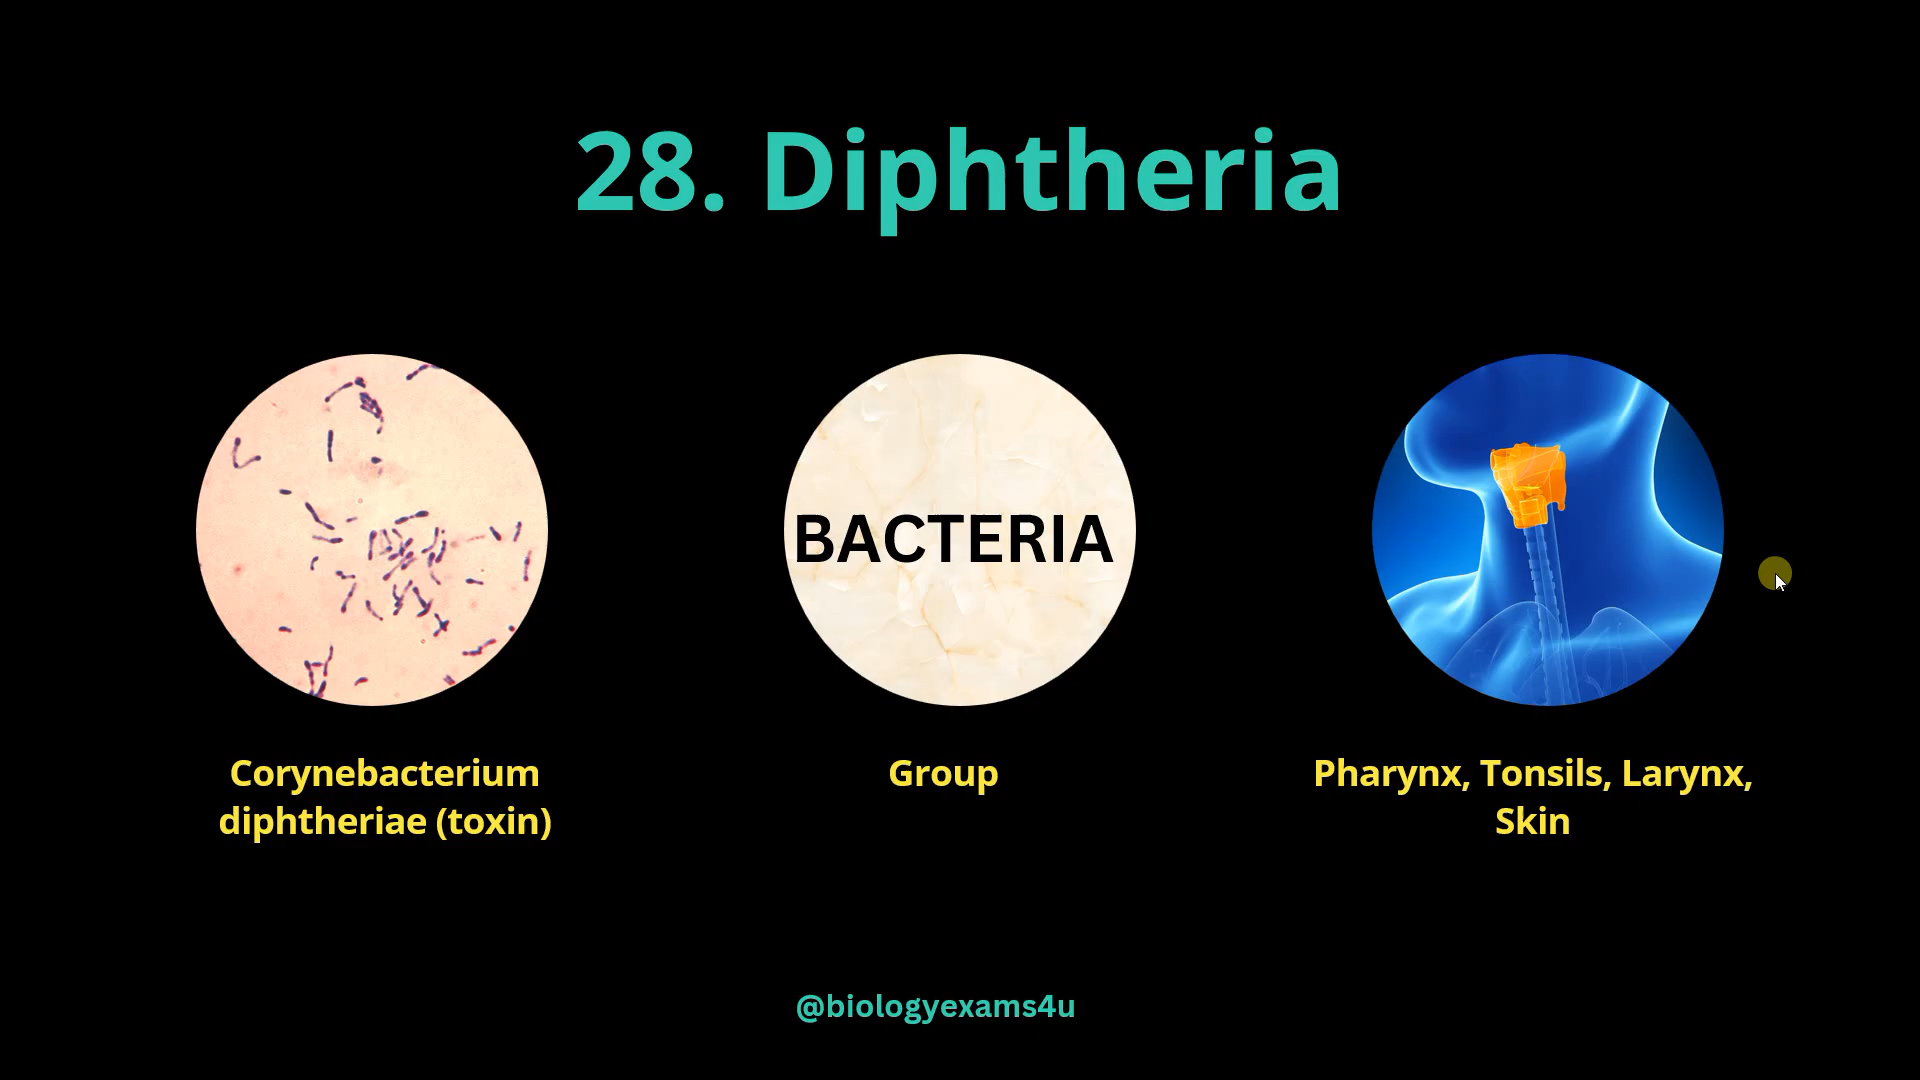 28. Diphtheria
BACTERIA
Corynebacterium
diphtheriae (toxin)
Group
Pharynx, Tonsils, Larynx,
Skin
@biologyexams4u